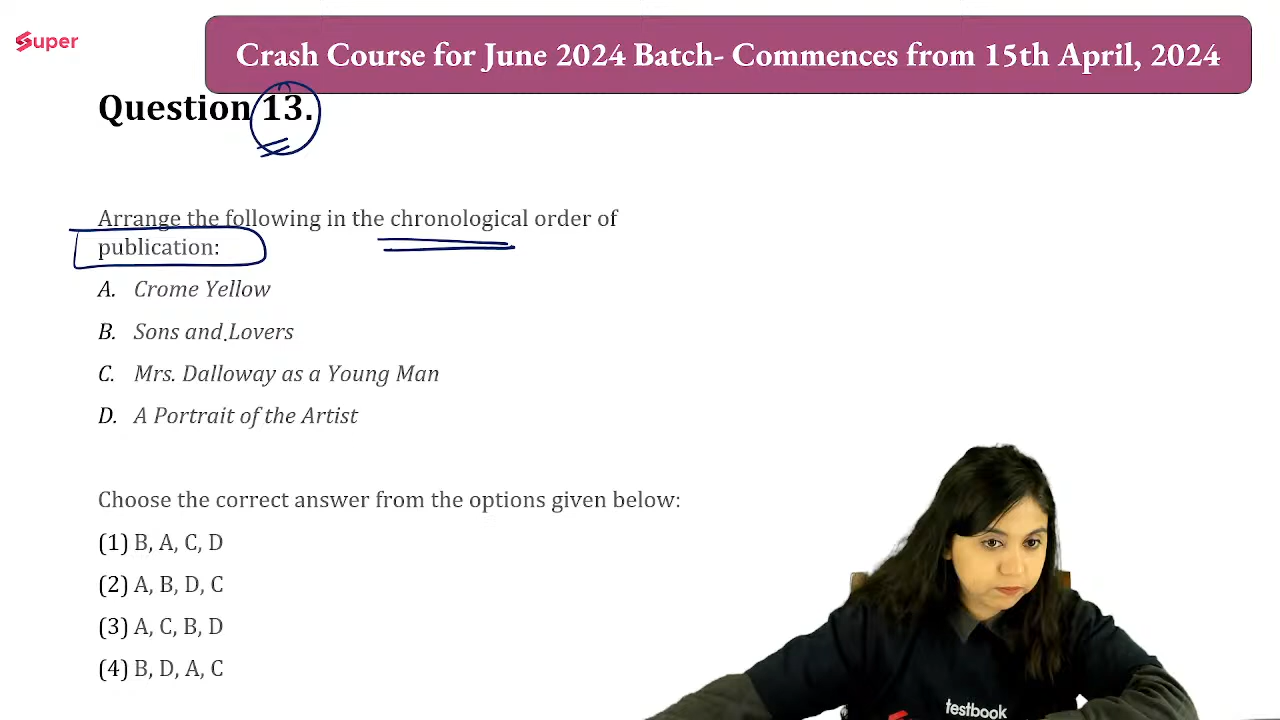 Super
Crash Course for June 2024 Batch- Commences from 15th April, 2024
Question 13.
Arrange the following in the chronological order of
publication:
A. Crome Yellow
B. Sons and Lovers
C. Mrs. Dalloway as a Young Man
D. A Portrait of the Artist
Choose the correct answer from the options given below:
(1) B, A, C, D
(2) A, B, D, C
(3) A, C, B, D
(4) B, D, A, C
testbook